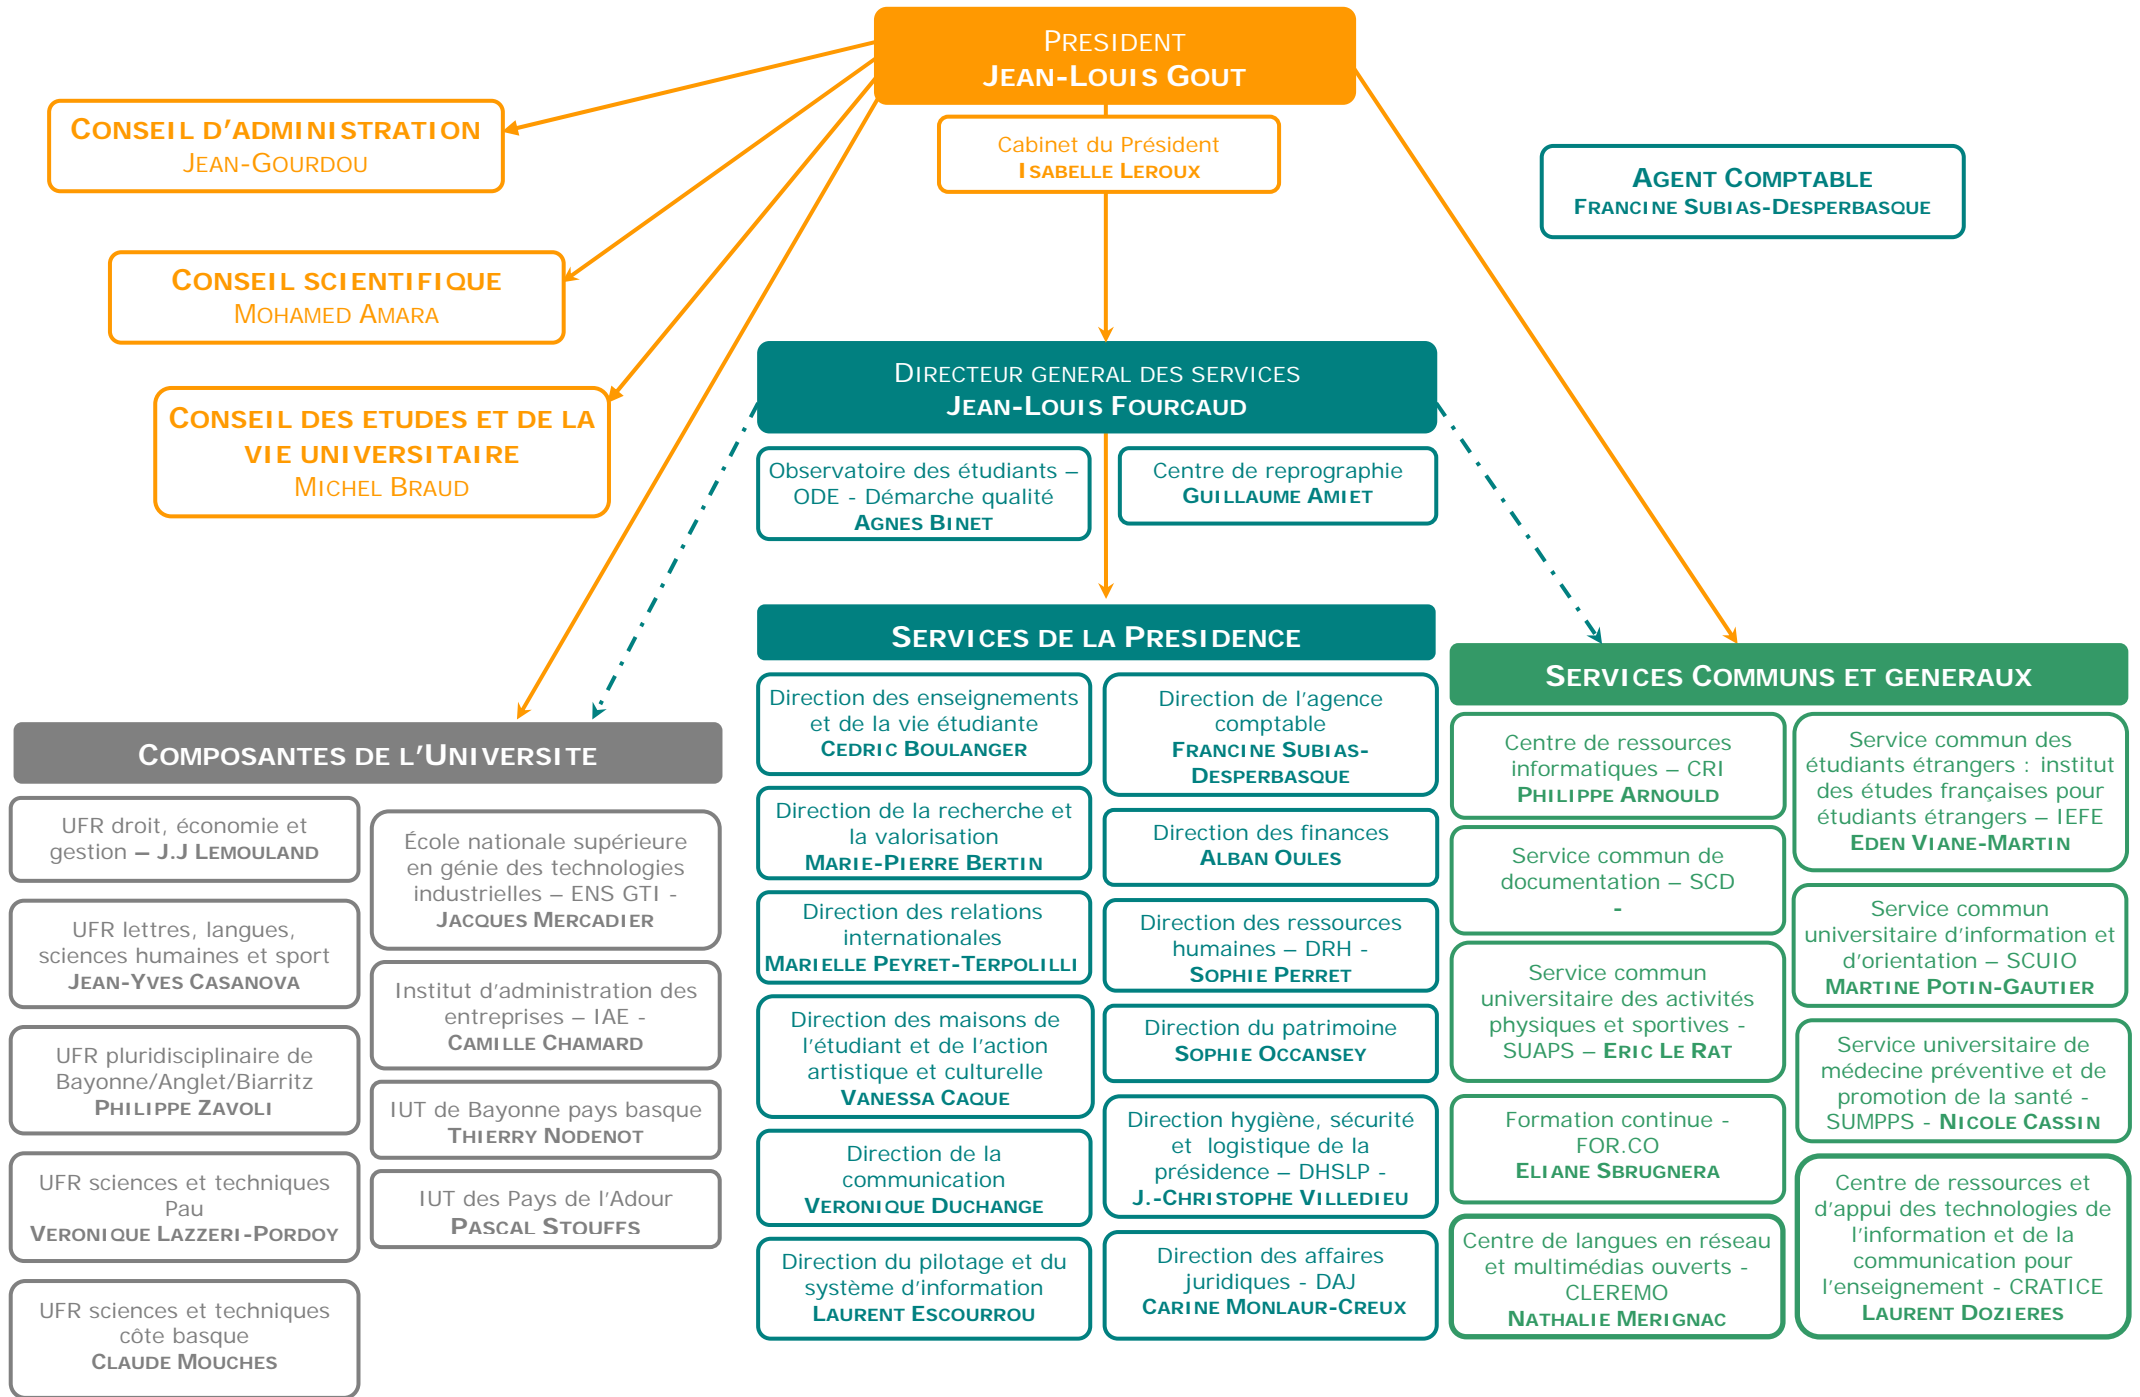 PRESIDENT
JEAN-LOUIS GOUT
CONSEIL D'ADMINISTRATION
JEAN-GOURDOU
Cabinet du Président
ISABELLE LEROUX
AGENT COMPTABLE
FRANCINE SUBIAS-DESPERBASQUE
CONSEIL SCIENTIFIQUE
MOHAMED AMARA
DIRECTEUR GENERAL DES SERVICES
JEAN-LOUIS FOURCAUD
CONSEIL DES ETUDES ET DE LA
VIE UNIVERSITAIRE
MICHEL BRAUD
Observatoire des étudiants –
ODE - Démarche qualité
AGNES BINET
Centre de reprographie
GUILLAUME AMIET
COMPOSANTES DE L'UNIVERSITE
UFR droit, économie et
gestion – J.J LEMOULAND
UFR lettres, langues,
sciences humaines et sport
JEAN-YVES CASANOVA
UFR pluridisciplinaire de
Bayonne/Anglet/Biarritz
PHILIPPE ZAVOLI
UFR sciences et techniques
Pau
VERONIQUE LAZZERI-PORDOY
UFR sciences et techniques
côte basque
CLAUDE MOUCHES
École nationale supérieure
en génie des technologies
industrielles – ENS GTI -
JACQUES MERCADIER
Institut d'administration des
entreprises – IAE -
CAMILLE CHAMARD
IUT de Bayonne pays basque
THIERRY NODENOT
IUT des Pays de l'Adour
PASCAL STOUFFS
SERVICES DE LA PRESIDENCE
Direction des enseignements
et de la vie étudiante
CEDRIC BOULANGER
Direction de la recherche et
la valorisation
MARIE-PIERRE BERTIN
Direction des relations
internationales
MARIELLE PEYRET-TERPOLILLI
Direction des maisons de
l'étudiant et de l'action
artistique et culturelle
VANESSA CAQUE
Direction de la
communication
VERONIQUE DUCHANGE
Direction du pilotage et du
système d'information
LAURENT ESCOURROU
Direction de l'agence
comptable
FRANCINE SUBIAS-
DESPERBASQUE
Direction des finances
ALBAN OULES
Direction des ressources
humaines – DRH -
SOPHIE PERRET
Direction du patrimoine
SOPHIE OCCANSEY
Direction hygiène, sécurité
et logistique de la
présidence – DHSLP -
J.-CHRISTOPHE VILLEDIEU
Direction des affaires
juridiques - DAJ
CARINE MONLAUR-CREUX
SERVICES COMMUNS ET GENERAUX
Centre de ressources
informatiques – CRI
PHILIPPE ARNOULD
Service commun de
documentation – SCD
-
Service commun
universitaire des activités
physiques et sportives -
SUAPS – ERIC LE RAT
Formation continue -
FOR.CO
ELIANE SBRUGNERA
Centre de langues en réseau
et multimédias ouverts -
CLEREMO
NATHALIE MERIGNAC
Service commun des
étudiants étrangers : institut
des études françaises pour
étudiants étrangers – IEFE
EDEN VIANE-MARTIN
Service commun
universitaire d'information et
d'orientation – SCUIO
MARTINE POTIN-GAUTIER
Service universitaire de
médecine préventive et de
promotion de la santé -
SUMPPS - NICOLE CASSIN
Centre de ressources et
d'appui des technologies de
l'information et de la
communication pour
l'enseignement - CRATICE
LAURENT DOZIERES